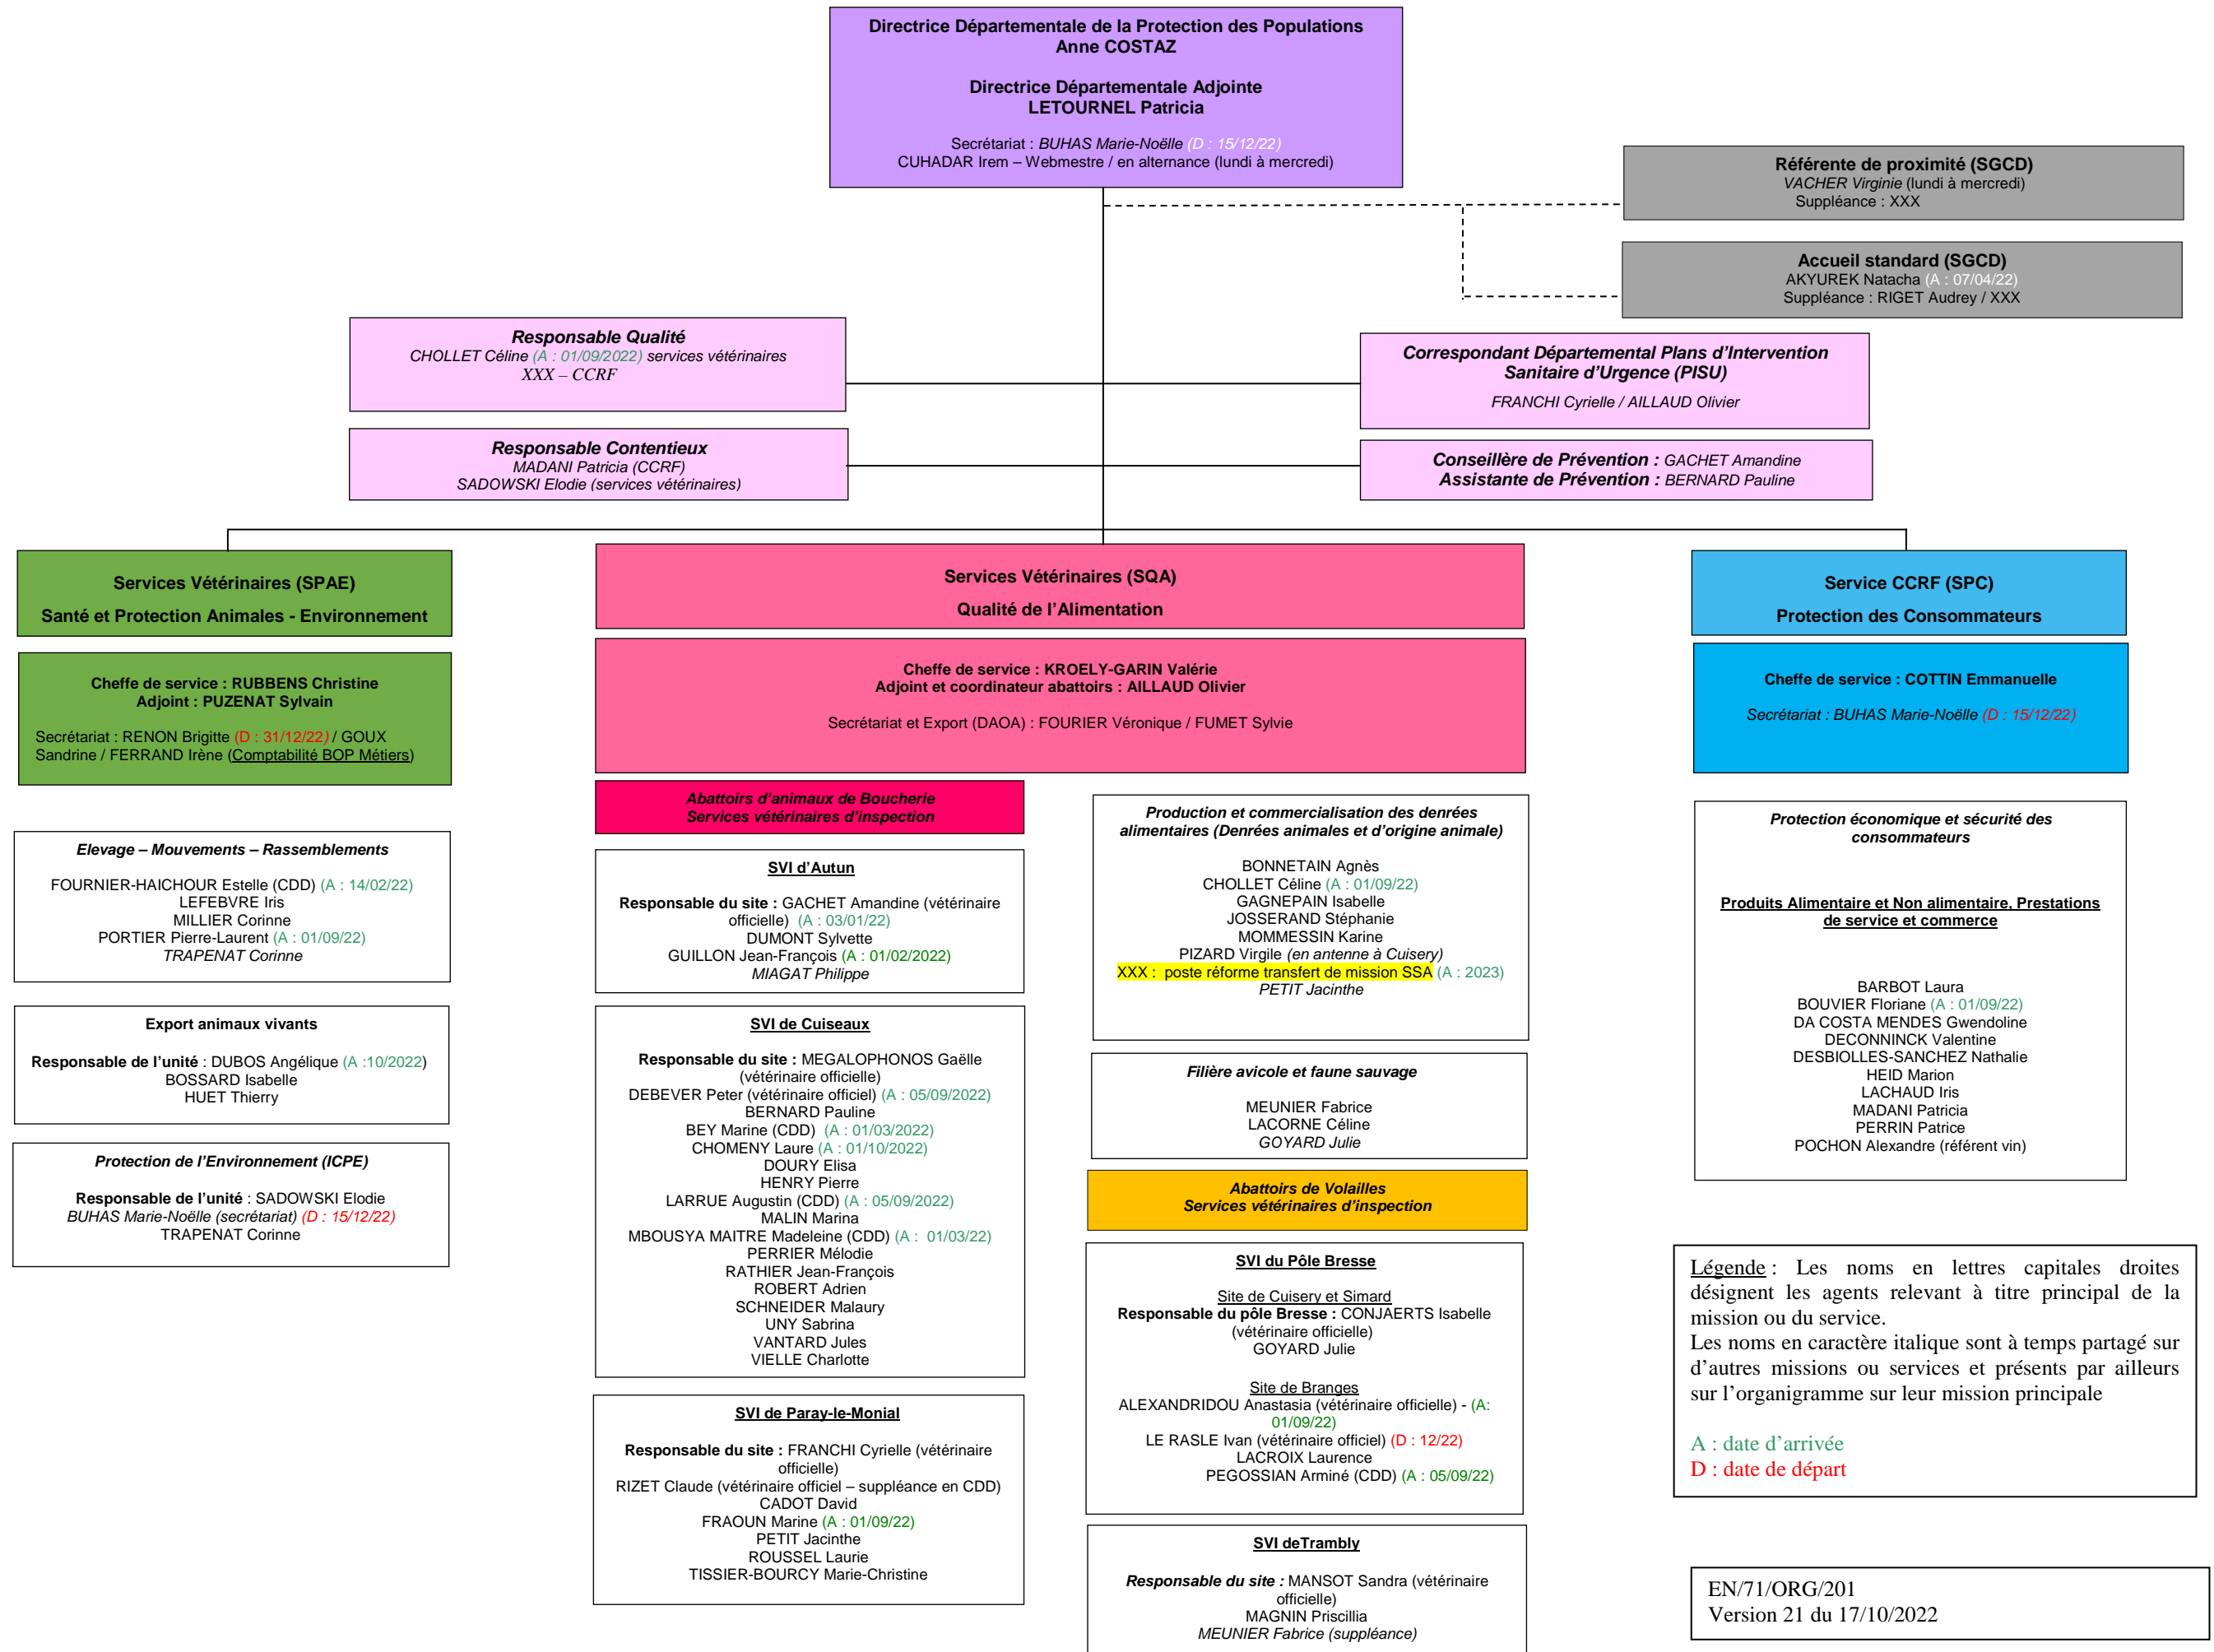 Directrice Départementale de la Protection des Populations
Anne COSTAZ
Directrice Départementale Adjointe
LETOURNEL Patricia
Secrétariat : BUHAS Marie-Noëlle (D : 15/12/22)
CUHADAR Irem – Webmestre / en alternance (lundi à mercredi)
Référente de proximité (SGCD)
VACHER Virginie (lundi à mercredi)
Suppléance : XXX
Accueil standard (SGCD)
AKYUREK Natacha (A : 07/04/22)
Suppléance : RIGET Audrey / XXX
Responsable Qualité
CHOLLET Céline (A : 01/09/2022) services vétérinaires
XXX – CCRF
Correspondant Départemental Plans d'Intervention
Sanitaire d'Urgence (PISU)
FRANCHI Cyrielle / AILLAUD Olivier
Responsable Contentieux
MADANI Patricia (CCRF)
SADOWSKI Elodie (services vétérinaires)
Conseillère de Prévention : GACHET Amandine
Assistante de Prévention : BERNARD Pauline
Services Vétérinaires (SPAE)
Santé et Protection Animales - Environnement
Cheffe de service : RUBBENS Christine
Adjoint : PUZENAT Sylvain
Secrétariat : RENON Brigitte (D : 31/12/22) / GOUX
Sandrine / FERRAND Irène (Comptabilité BOP Métiers)
Elevage – Mouvements – Rassemblements
FOURNIER-HAICHOUR Estelle (CDD) (A : 14/02/22)
LEFEBVRE Iris
MILLIER Corinne
PORTIER Pierre-Laurent (A : 01/09/22)
TRAPENAT Corinne
Export animaux vivants
Responsable de l'unité : DUBOS Angélique (A :10/2022)
BOSSARD Isabelle
HUET Thierry
Protection de l'Environnement (ICPE)
Responsable de l'unité : SADOWSKI Elodie
BUHAS Marie-Noëlle (secrétariat) (D : 15/12/22)
TRAPENAT Corinne
Services Vétérinaires (SQA)
Qualité de l'Alimentation
Cheffe de service : KROELY-GARIN Valérie
Adjoint et coordinateur abattoirs : AILLAUD Olivier
Secrétariat et Export (DAOA) : FOURIER Véronique / FUMET Sylvie
Abattoirs d'animaux de Boucherie
Services vétérinaires d'inspection
SVI d'Autun
Responsable du site : GACHET Amandine (vétérinaire
officielle) (A : 03/01/22)
DUMONT Sylvette
GUILLON Jean-François (A : 01/02/2022)
MIAGAT Philippe
SVI de Cuiseaux
Responsable du site : MEGALOPHONOS Gaëlle
(vétérinaire officielle)
DEBEVER Peter (vétérinaire officiel) (A : 05/09/2022)
BERNARD Pauline
BEY Marine (CDD) (A : 01/03/2022)
CHOMENY Laure (A : 01/10/2022)
DOURY Elisa
HENRY Pierre
LARRUE Augustin (CDD) (A : 05/09/2022)
MALIN Marina
MBOUSYA MAITRE Madeleine (CDD) (A : 01/03/22)
PERRIER Mélodie
RATHIER Jean-François
ROBERT Adrien
SCHNEIDER Malaury
UNY Sabrina
VANTARD Jules
VIELLE Charlotte
SVI de Paray-le-Monial
Responsable du site : FRANCHI Cyrielle (vétérinaire
officielle)
RIZET Claude (vétérinaire officiel – suppléance en CDD)
CADOT David
FRAOUN Marine (A : 01/09/22)
PETIT Jacinthe
ROUSSEL Laurie
TISSIER-BOURCY Marie-Christine
Production et commercialisation des denrées
alimentaires (Denrées animales et d'origine animale)
BONNETAIN Agnès
CHOLLET Céline (A : 01/09/22)
GAGNEPAIN Isabelle
JOSSERAND Stéphanie
MOMMESSIN Karine
PIZARD Virgile (en antenne à Cuisery)
XXX : poste réforme transfert de mission SSA (A : 2023)
PETIT Jacinthe
Filière avicole et faune sauvage
MEUNIER Fabrice
LACORNE Céline
GOYARD Julie
Abattoirs de Volailles
Services vétérinaires d'inspection
SVI du Pôle Bresse
Site de Cuisery et Simard
Responsable du pôle Bresse : CONJAERTS Isabelle
(vétérinaire officielle)
GOYARD Julie
Site de Branges
ALEXANDRIDOU Anastasia (vétérinaire officielle) - (A:
01/09/22)
LE RASLE Ivan (vétérinaire officiel) (D : 12/22)
LACROIX Laurence
PEGOSSIAN Arminé (CDD) (A : 05/09/22)
SVI deTrambly
Responsable du site : MANSOT Sandra (vétérinaire
officielle)
MAGNIN Priscillia
MEUNIER Fabrice (suppléance)
Service CCRF (SPC)
Protection des Consommateurs
Cheffe de service : COTTIN Emmanuelle
Secrétariat : BUHAS Marie-Noëlle (D : 15/12/22)
Protection économique et sécurité des
consommateurs
Produits Alimentaire et Non alimentaire, Prestations
de service et commerce
BARBOT Laura
BOUVIER Floriane (A : 01/09/22)
DA COSTA MENDES Gwendoline
DECONNINCK Valentine
DESBIOLLES-SANCHEZ Nathalie
HEID Marion
LACHAUD Iris
MADANI Patricia
PERRIN Patrice
POCHON Alexandre (référent vin)
Légende : Les noms en lettres capitales droites
désignent les agents relevant à titre principal de la
mission ou du service.
Les noms en caractère italique sont à temps partagé sur
d'autres missions ou services et présents par ailleurs
sur l'organigramme sur leur mission principale
A : date d'arrivée
D : date de départ
EN/71/ORG/201
Version 21 du 17/10/2022